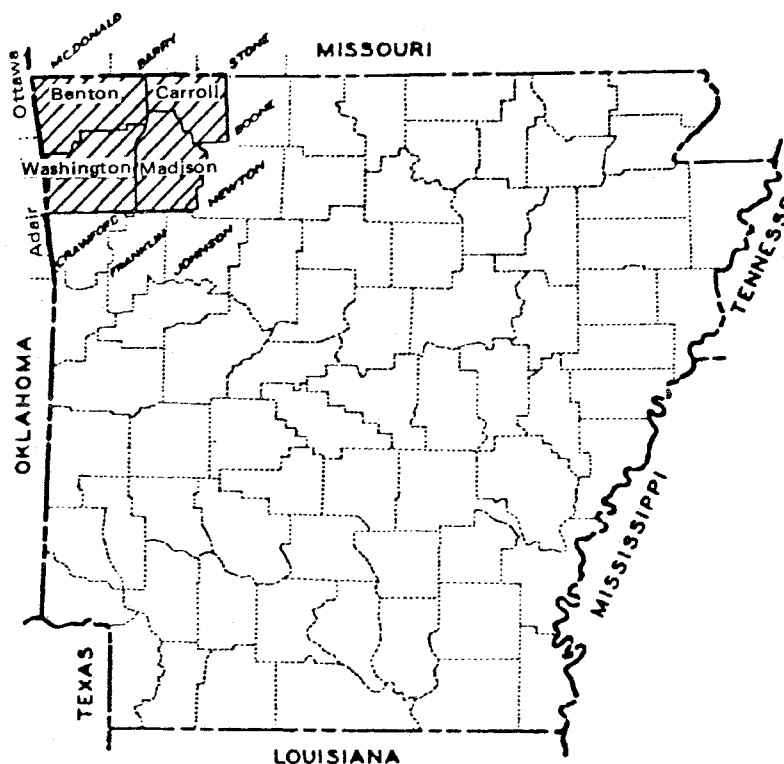 MCDONALD
BARRY
STONE
MISSOURI
Ottawa
Benton
Carroll
BOONE
Washington
Madison
NEWTON
Adair
CRAWFORD
FRANKLIN
JOHNSON
TENNESSE
OKLAHOMA
MISSISSIPPI
TEXAS
LOUISIANA